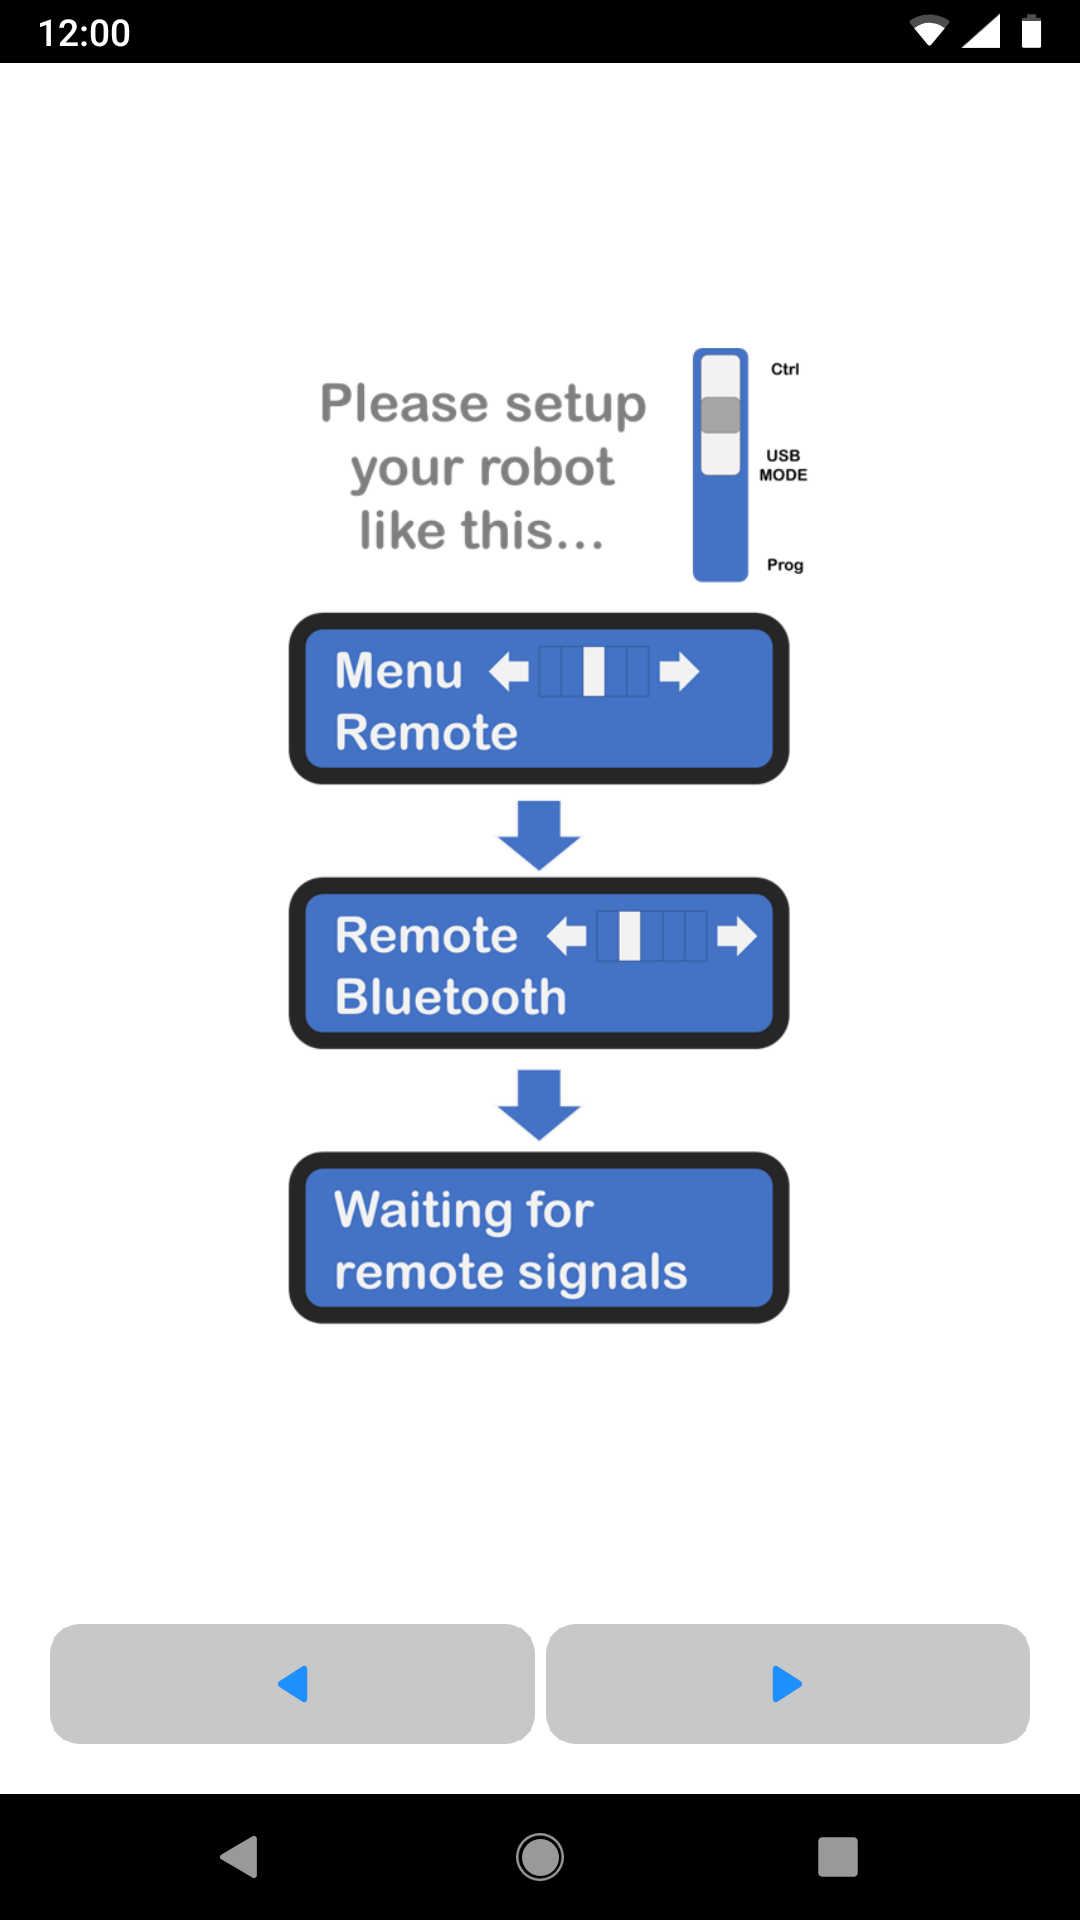 12:00
Please setup
your robot
like this...
Ctrl
USB
MODE
Prog
Menu
Remote
Remote
Bluetooth
Waiting for
remote signals